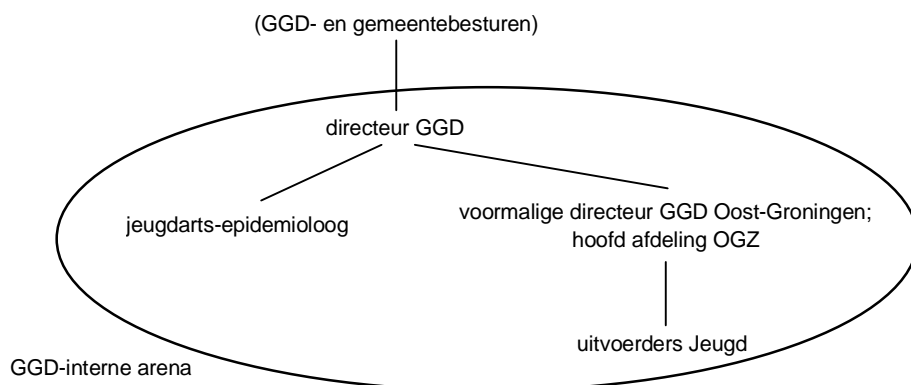 (GGD- en gemeentebesturen)
directeur GGD
jeugdarts-epidemioloog
voormalige directeur GGD Oost-Groningen;
hoofd afdeling OGZ
uitvoerders Jeugd
GGD-interne arena